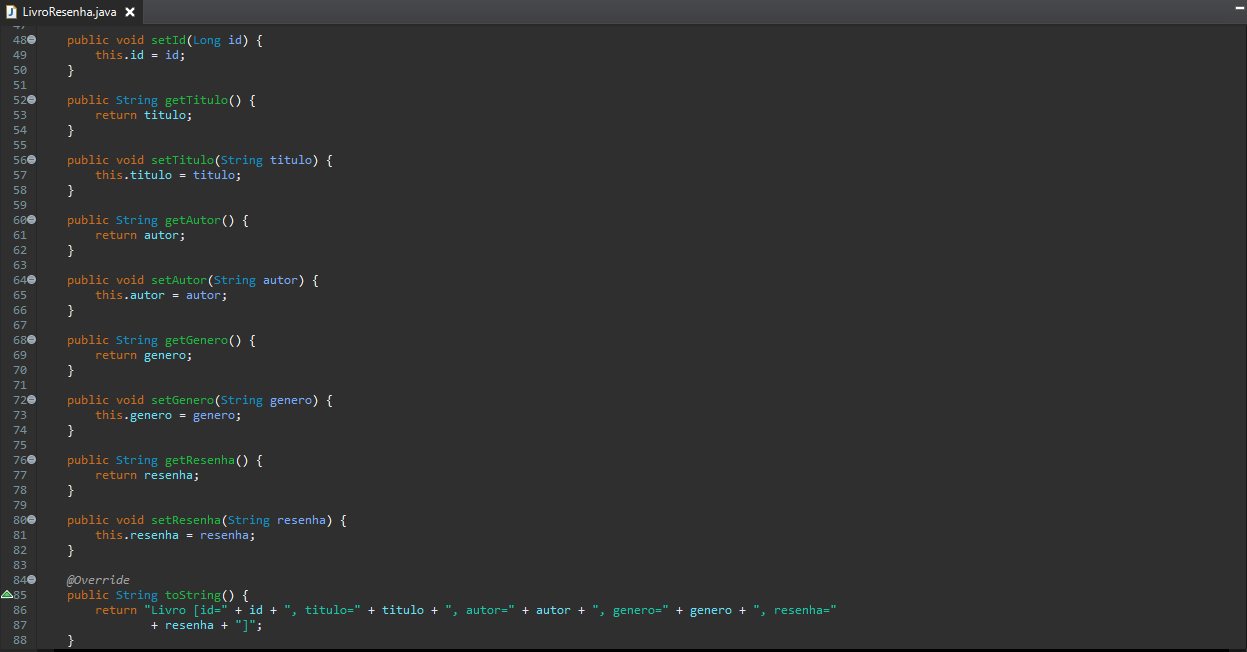 LivroResenha.java
47
48 public void setId(Long id) {
49 this.id = id;
50 }
51
52 public String getTitulo() {
53 return titulo;
54 }
55
56 public void setTitulo(String titulo) {
57 this.titulo = titulo;
58 }
59
60 public String getAutor() {
61 return autor;
62 }
63
64 public void setAutor(String autor) {
65 this.autor = autor;
66 }
67
68 public String getGenero() {
69 return genero;
70 }
71
72 public void setGenero(String genero) {
73 this.genero = genero;
74 }
75
76 public String getResenha() {
77 return resenha;
78 }
79
80 public void setResenha(String resenha) {
81 this.resenha = resenha;
82 }
83
84 @Override
85 public String toString() {
86 return "Livro [id=" + id + ", titulo=" + titulo + ", autor=" + autor + ", genero=" + genero + ", resenha="
87 + resenha + "]";
88 }